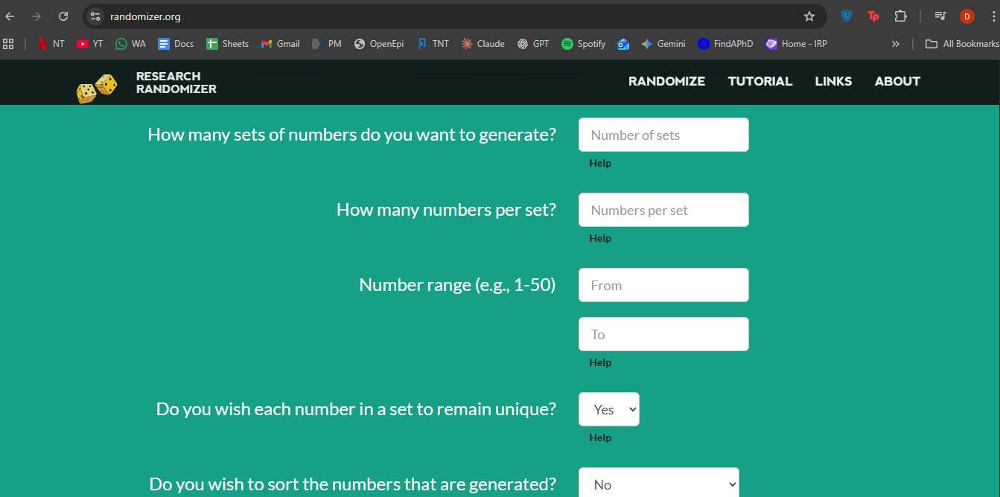 randomizer.org
Tp
D
NT YT WA Docs Sheets Gmail PM OpenEpi TNT Claude GPT Spotify Gemini FindAPhD Home - IRP » All Bookmarks
RESEARCH
RANDOMIZER
RANDOMIZE TUTORIAL LINKS ABOUT
How many sets of numbers do you want to generate?
Number of sets
Help
How many numbers per set?
Numbers per set
Help
Number range (e.g., 1-50)
From
To
Help
Do you wish each number in a set to remain unique?
Yes
Help
Do you wish to sort the numbers that are generated?
No